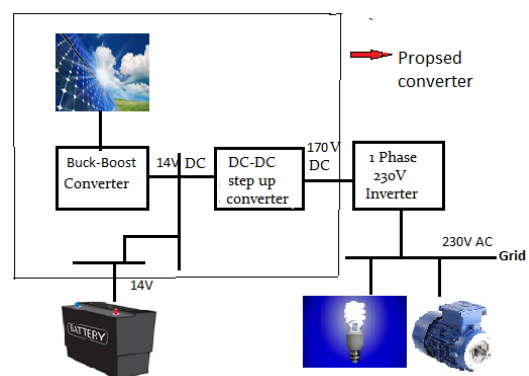 Propsed
converter
Buck-Boost
Converter
14V
DC
DC-DC
step up
converter
170 V
DC
1 Phase
230V
Inverter
230V AC
Grid
14V
BATTERY